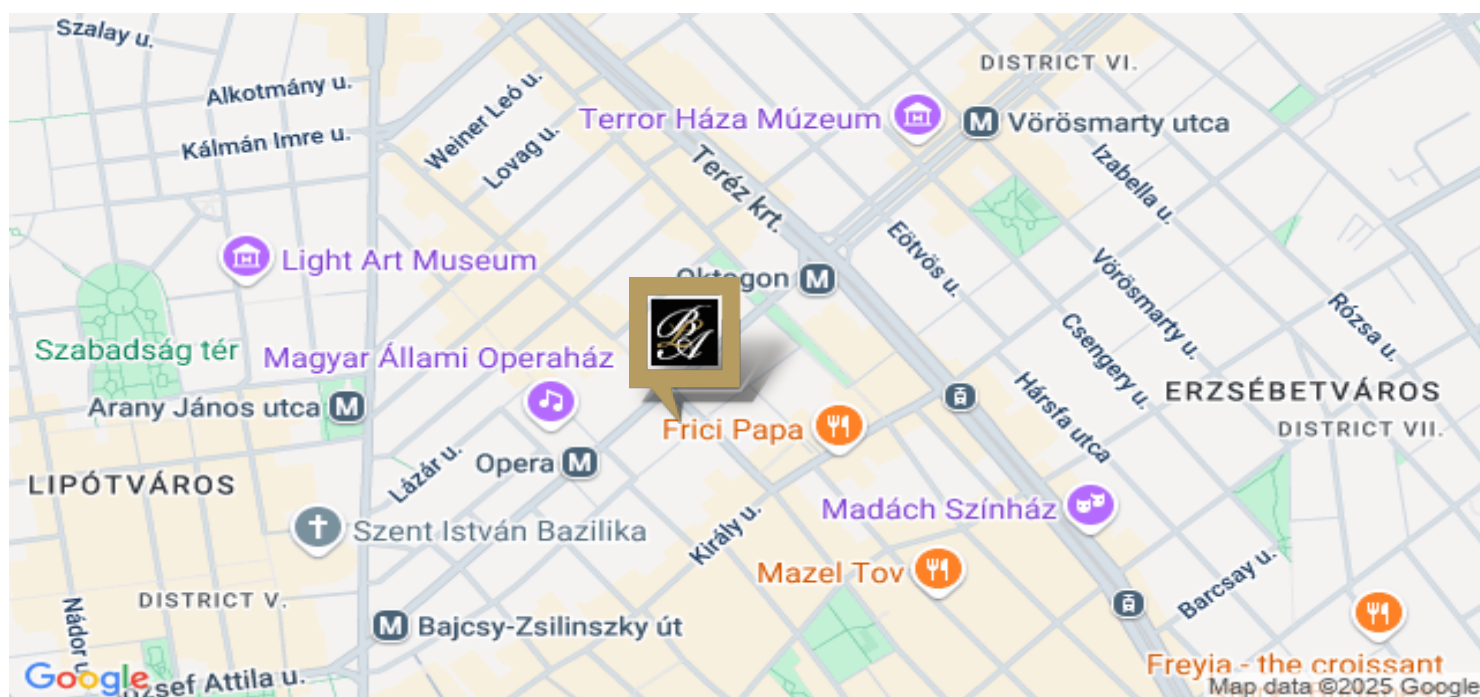 Szalay u.
DISTRICT VI.
Alkotmány u.
Weiner Leó u.
Terror Háza Múzeum
M Vörösmarty utca
Kálmán Imre u.
Lovag u.
Teréz krt.
Izabella u.
Light Art Museum
Oktogon M
Eötvös u.
Vörösmarty u.
Rózsa u.
BLA
Csengery u.
Szabadság tér
Magyar Állami Operaház
Hársfa utca
ERZSÉBETVÁROS
Arany János utca M
Frici Papa
DISTRICT VII.
Lázár u.
Opera M
LIPÓTVÁROS
Madách Színház
Szent István Bazilika
Király u.
Mazel Tov
Barcsay u.
DISTRICT V.
Nádor u.
M Bajcsy-Zsilinszky út
Freyja - the croissant
Google
József Attila u.
Map data ©2025 Google